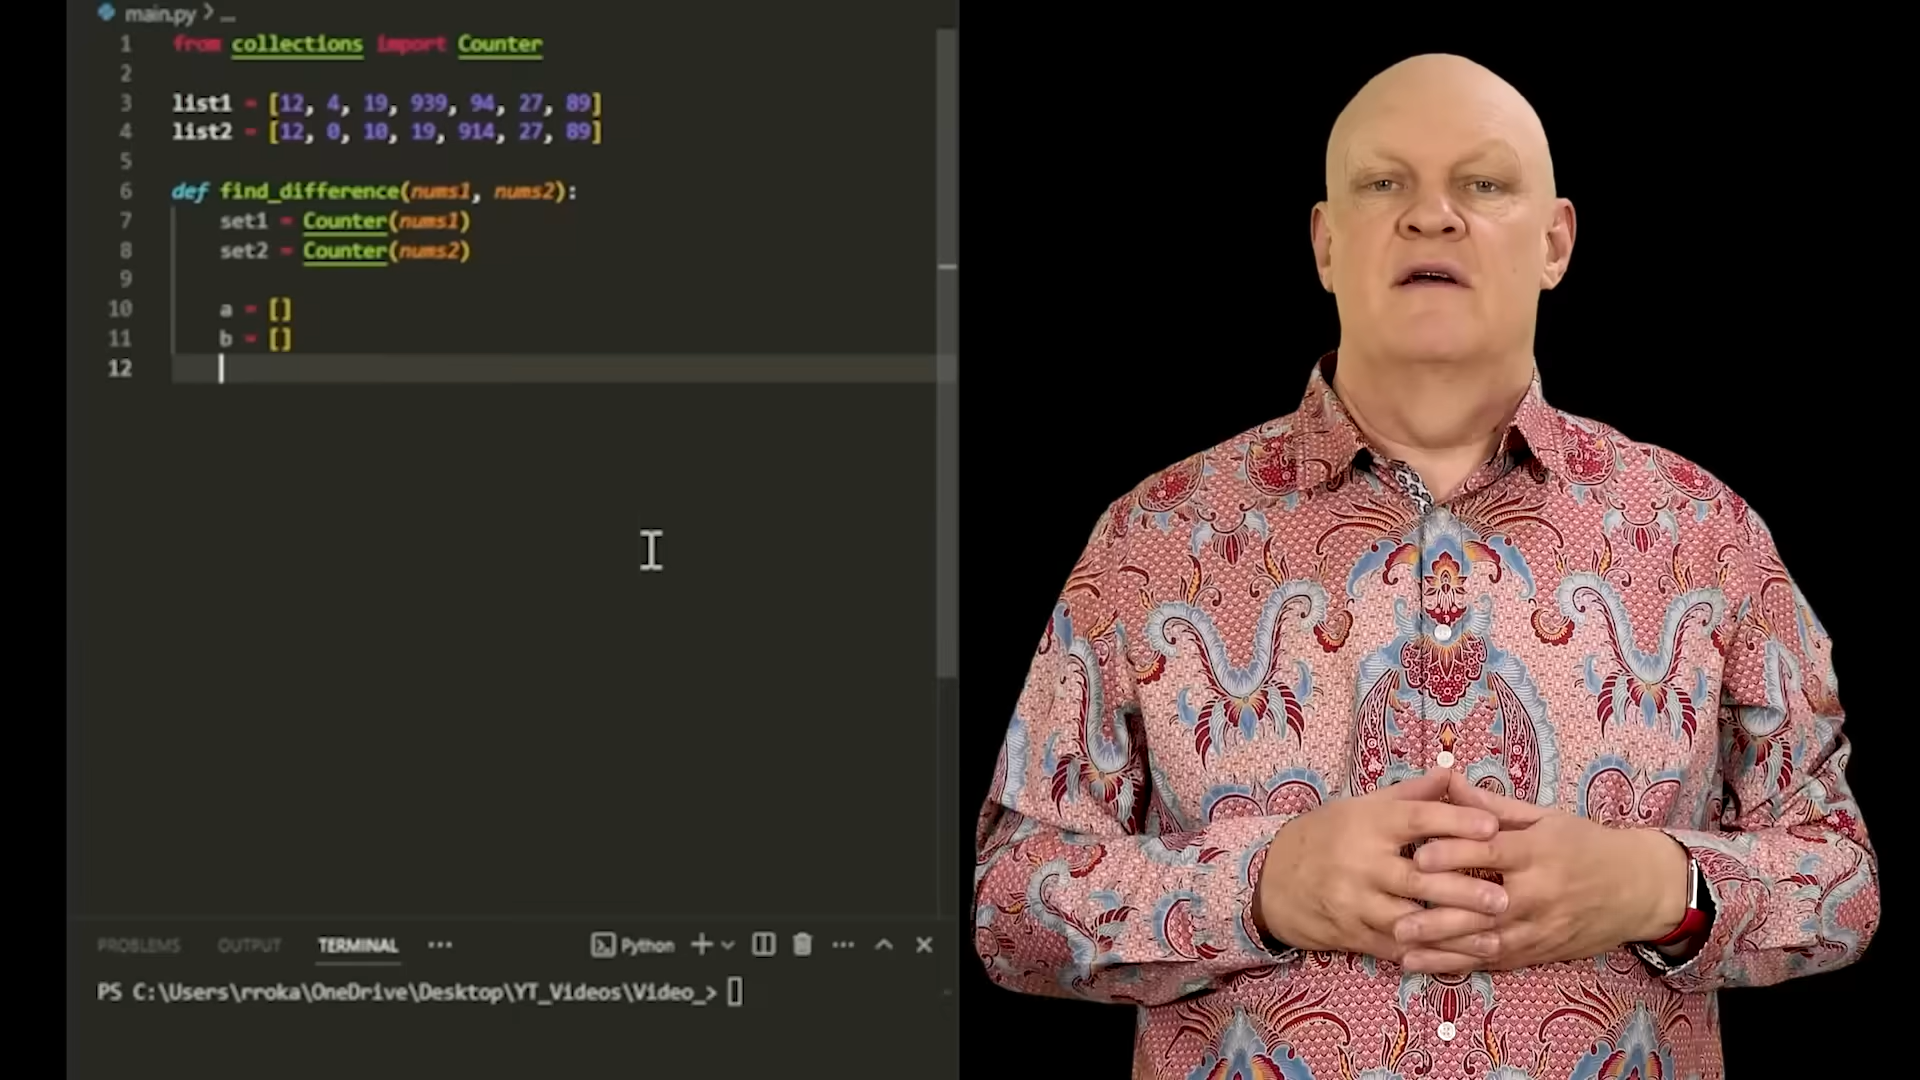 main.py > ...
1 from collections import Counter
2
3 list1 = [12, 4, 19, 939, 94, 27, 89]
4 list2 = [12, 0, 10, 19, 914, 27, 89]
5
6 def find_difference(nums1, nums2):
7 set1 = Counter(nums1)
8 set2 = Counter(nums2)
9
10 a = []
11 b = []
12
PROBLEMS OUTPUT TERMINAL ... Python
PS C:\Users\rroka\OneDrive\Desktop\YT_Videos\Video_>